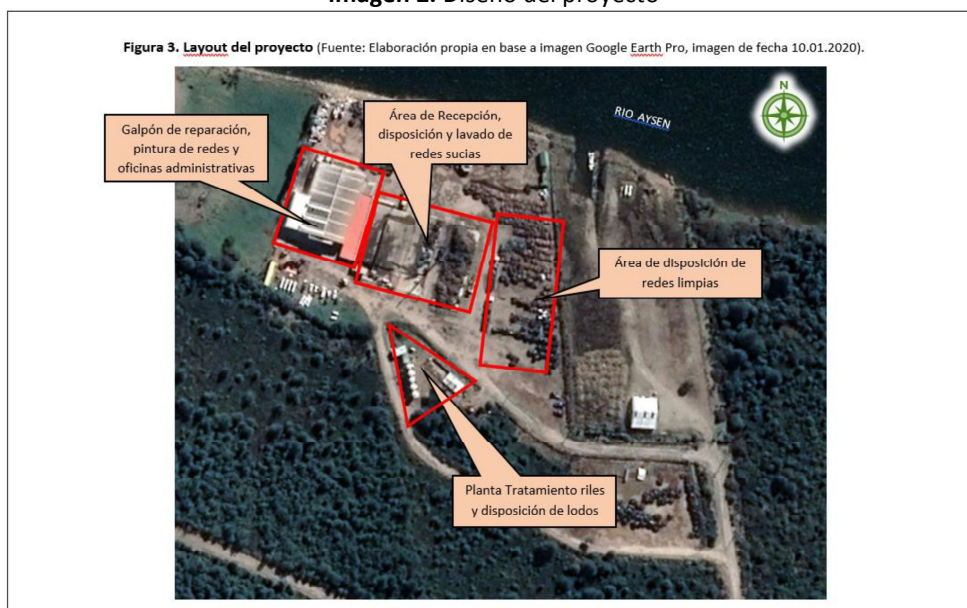 Imagen 2. Diseño del proyecto
Figura 3. Layout del proyecto (Fuente: Elaboración propia en base a imagen Google Earth Pro, imagen de fecha 10.01.2020).
N
RIO AYSEN
Galpón de reparación,
pintura de redes y
oficinas administrativas
Área de Recepción,
disposición y lavado de
redes sucias
Área de disposición de
redes limpias
Planta Tratamiento riles
y disposición de lodos